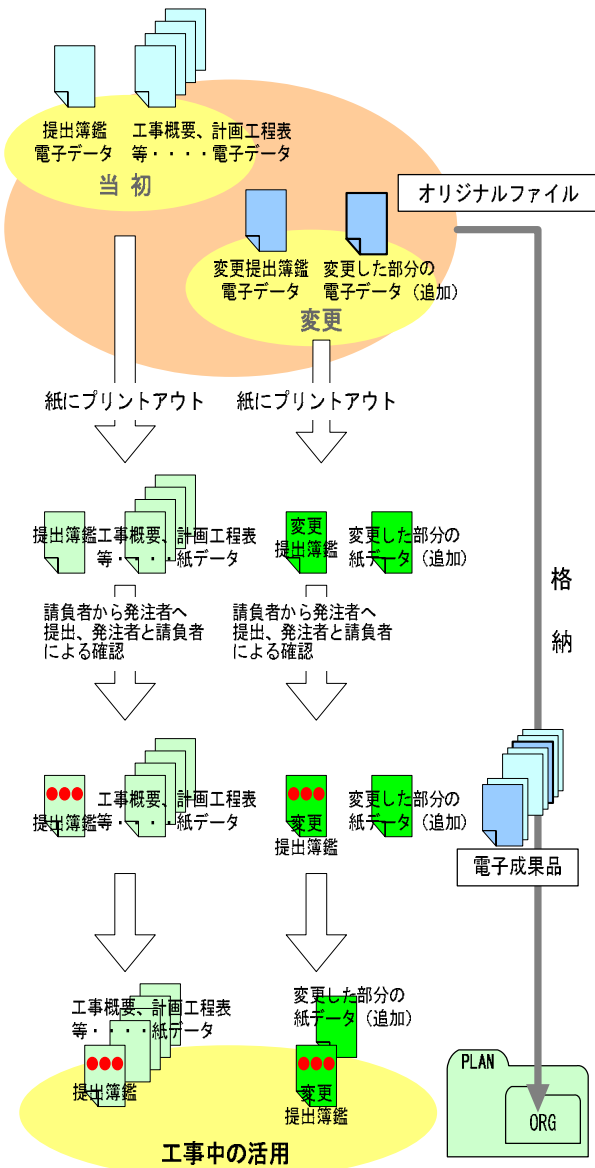 提出簿鑑
電子データ
工事概要、計画工程表
等・・・・電子データ
当 初
オリジナルファイル
変更提出簿鑑
電子データ
変更した部分の
電子データ（追加）
変更
紙にプリントアウト
紙にプリントアウト
提出簿鑑
工事概要、計画工程表
等・・・・紙データ
変更
提出簿鑑
変更した部分の
紙データ（追加）
格
納
請負者から発注者へ
提出、発注者と請負者
による確認
請負者から発注者へ
提出、発注者と請負者
による確認
提出簿鑑
工事概要、計画工程表
等・・・・紙データ
変更
提出簿鑑
変更した部分の
紙データ（追加）
電子成果品
工事概要、計画工程表
等・・・・紙データ
提出簿鑑
変更した部分の
紙データ（追加）
変更
提出簿鑑
PLAN
ORG
工事中の活用